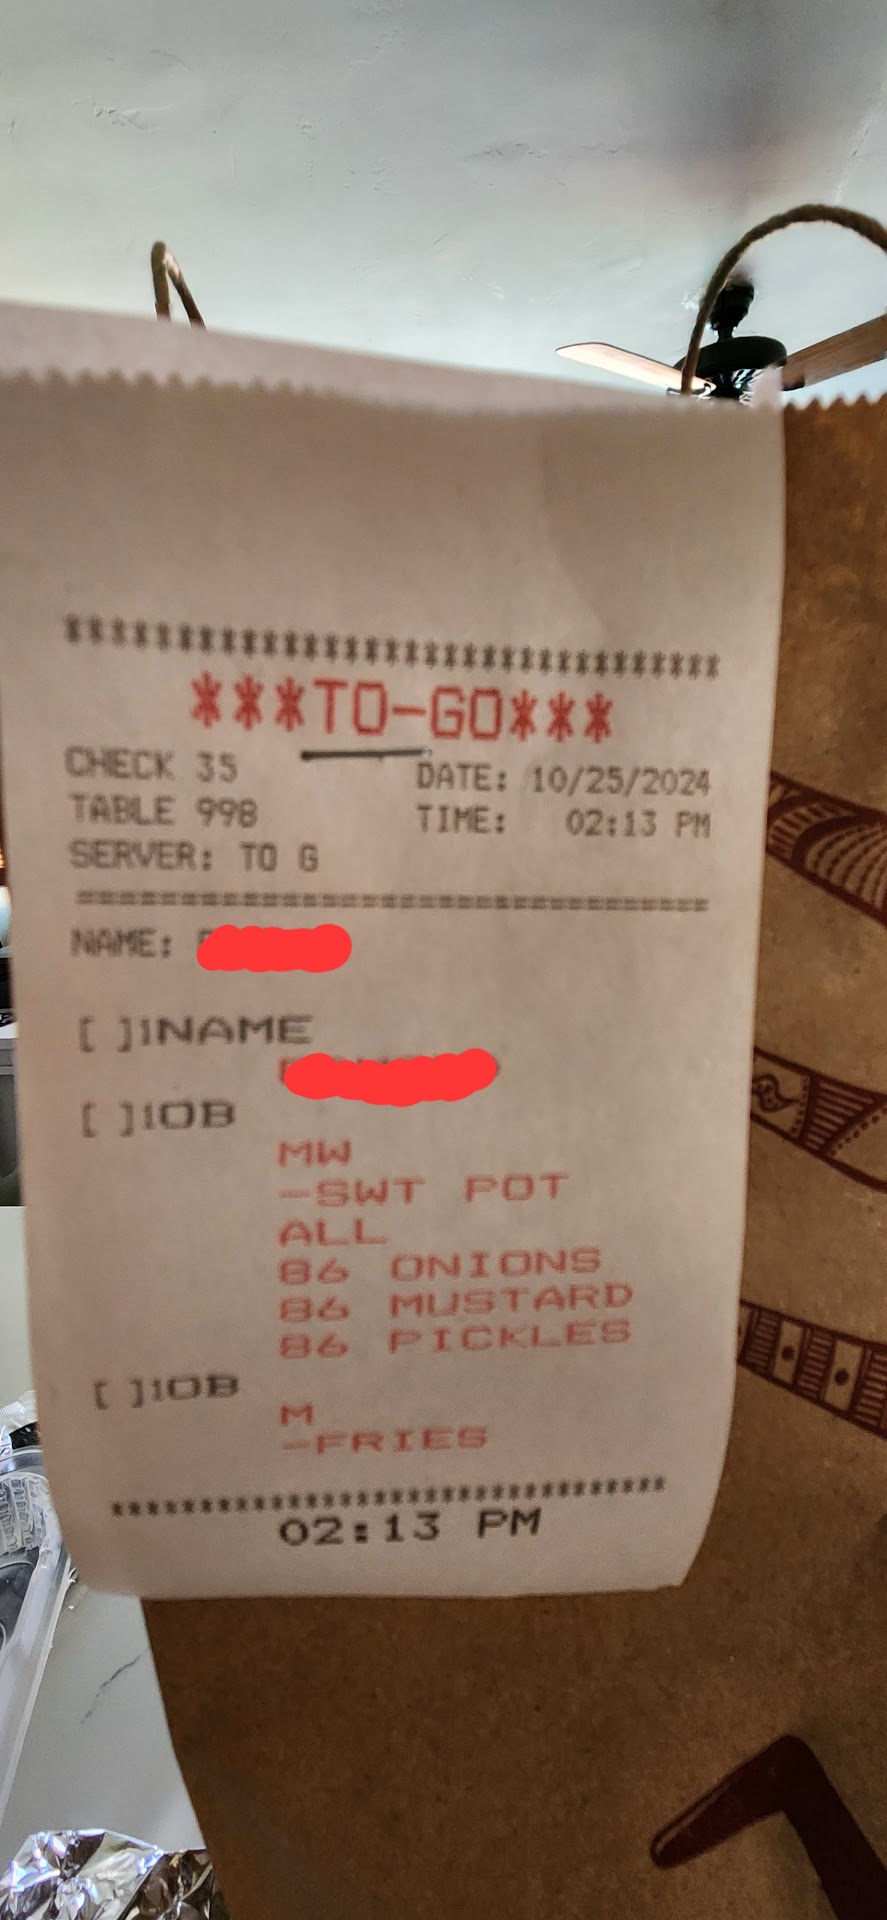 **********************************
***TO-GO***
CHECK 35 DATE: 10/25/2024
TABLE 998 TIME: 02:13 PM
SERVER: TO G
==================================
NAME:
[ ]1NAME
[ ]1OB
MW
-SWT POT
ALL
86 ONIONS
86 MUSTARD
86 PICKLES
[ ]1OB
M
-FRIES
**********************************
02:13 PM